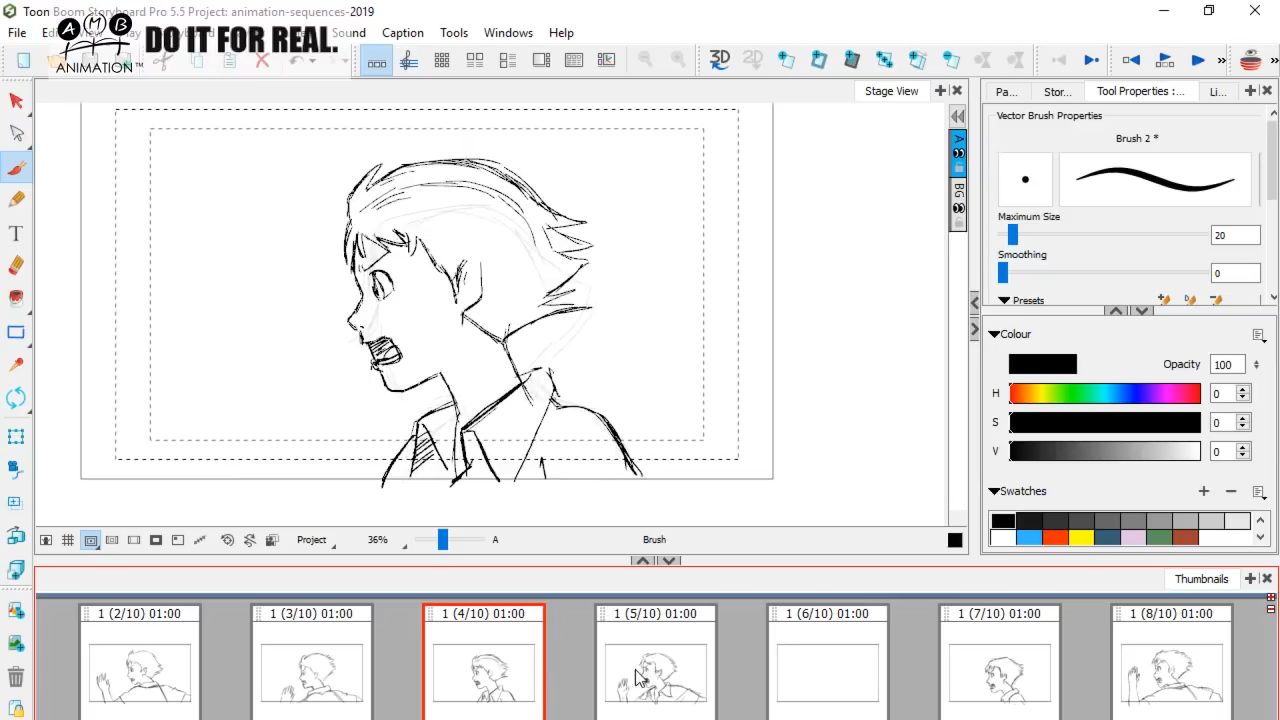 Toon Boom Storyboard Pro 5.5 Project: animation-sequences-2019
File
Sound Caption Tools Windows Help
AMB
ANIMATION™
DO IT FOR REAL.
3D 2D
Stage View
Pa... Stor... Tool Properties :... Li...
Vector Brush Properties
Brush 2 *
Maximum Size
20
Smoothing
0
Presets
A
BG
T
Colour
Opacity 100
H 0
S 0
V 0
Swatches
Project 36% A Brush
Thumbnails
1 (2/10) 01:00
1 (3/10) 01:00
1 (4/10) 01:00
1 (5/10) 01:00
1 (6/10) 01:00
1 (7/10) 01:00
1 (8/10) 01:00